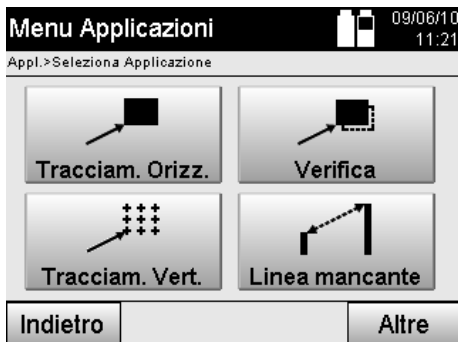 Menu Applicazioni
09/06/10
11:21
Appl.>Seleziona Applicazione
Tracciam. Orizz.
Verifica
Tracciam. Vert.
Linea mancante
Indietro
Altre